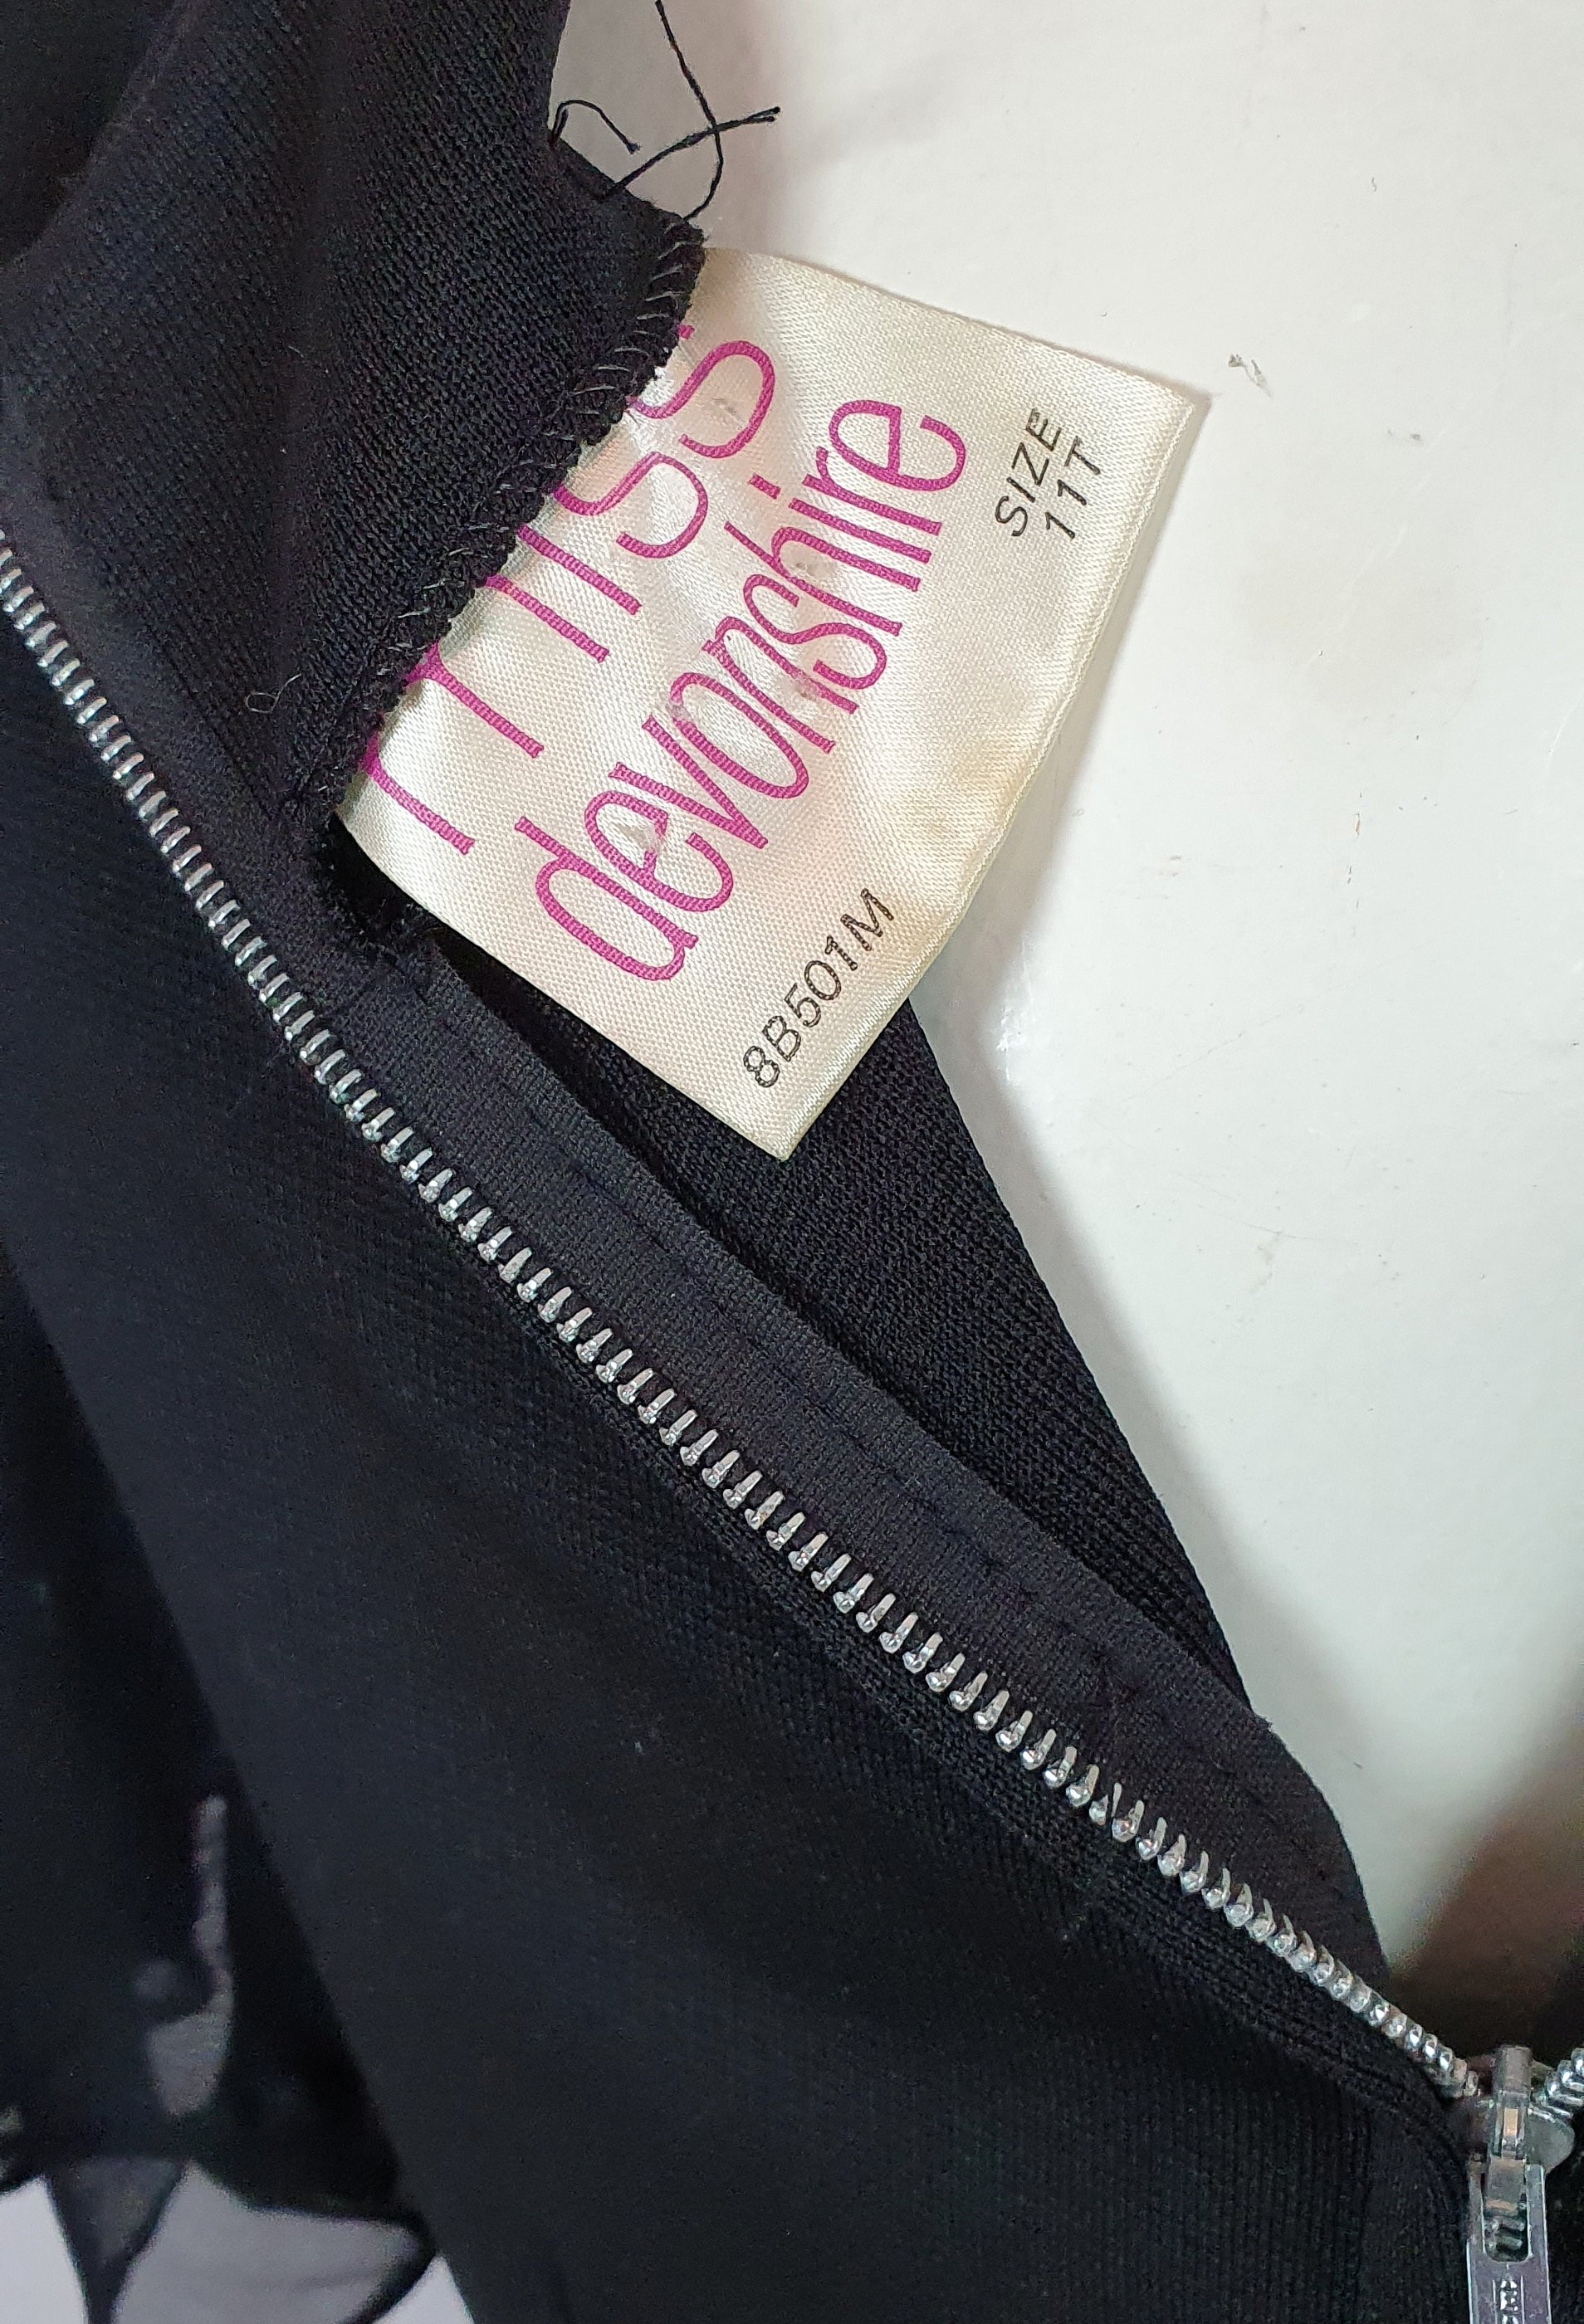 miss
devonshire
8B501M
SIZE
11T